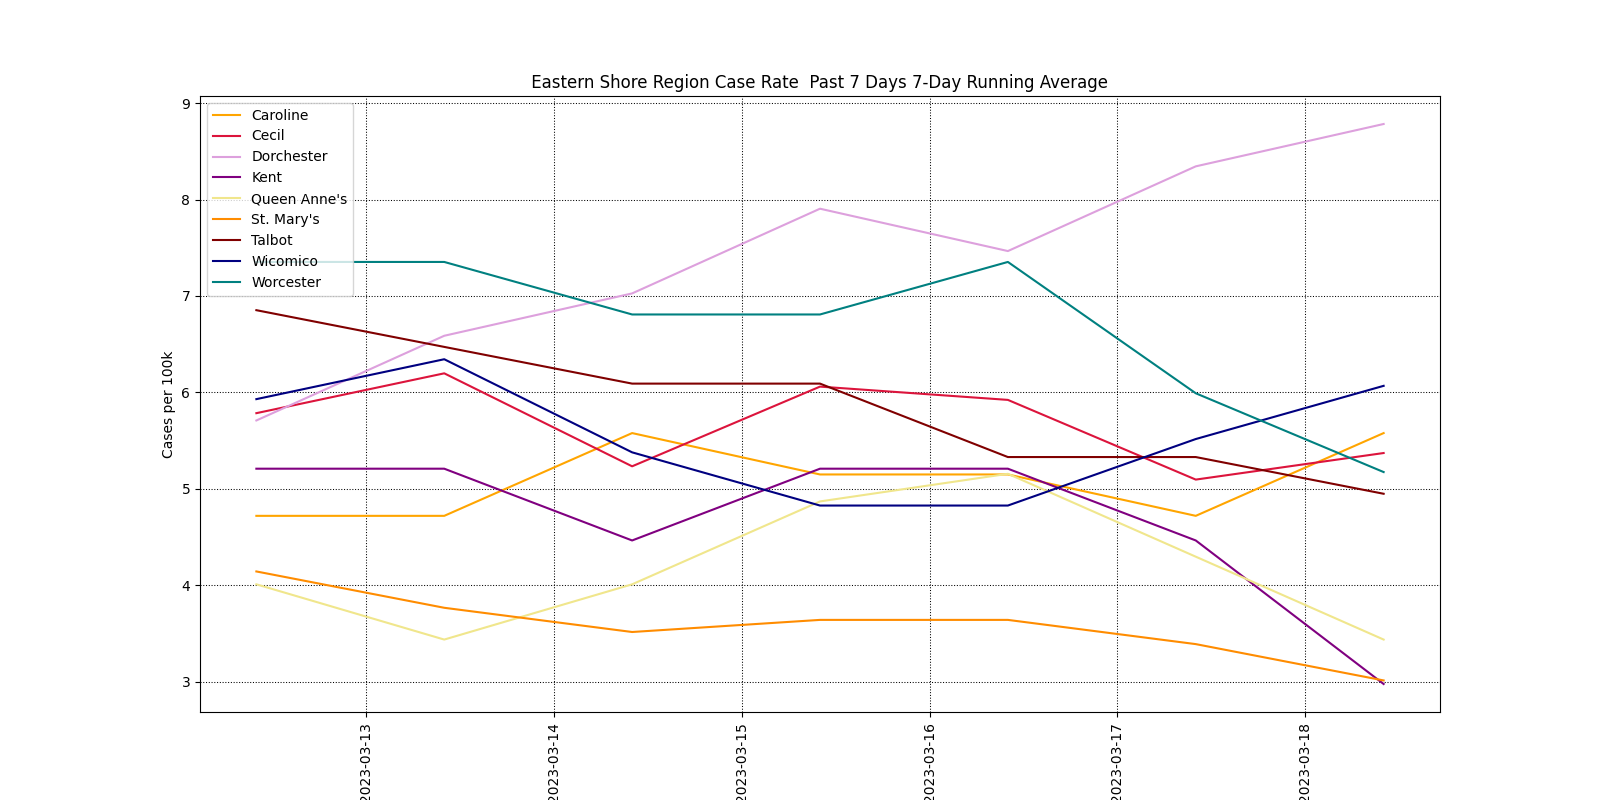 Eastern Shore Region Case Rate  Past 7 Days 7-Day Running Average
Cases per 100k
9
8
7
6
5
4
3
Caroline
Cecil
Dorchester
Kent
Queen Anne's
St. Mary's
Talbot
Wicomico
Worcester
2023-03-13
2023-03-14
2023-03-15
2023-03-16
2023-03-17
2023-03-18